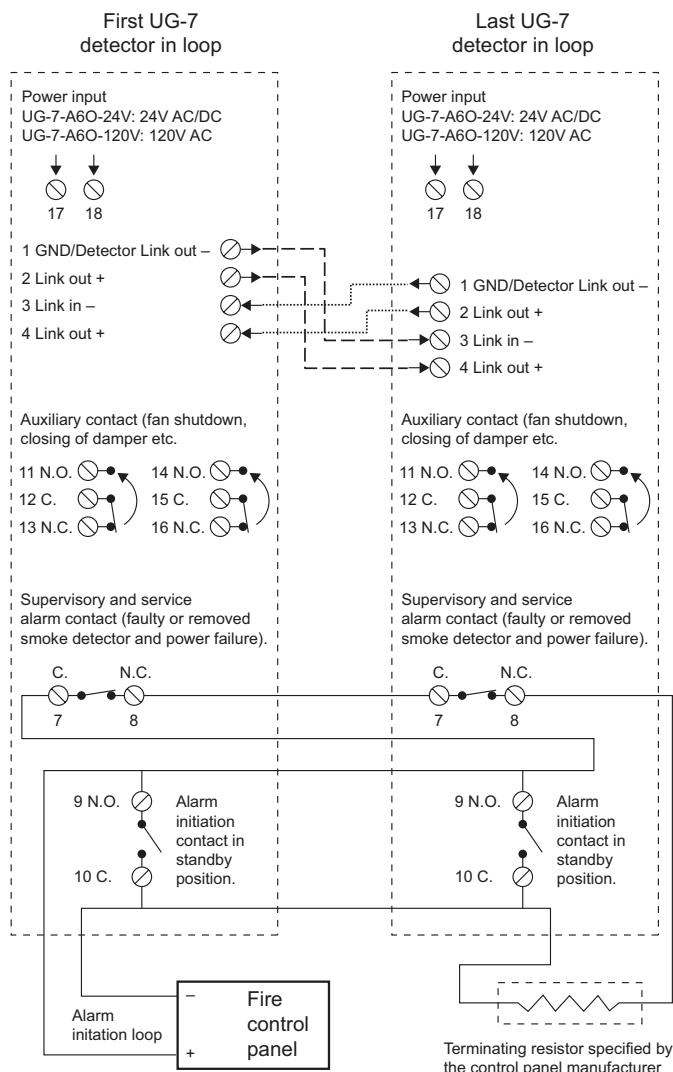 First UG-7
detector in loop
Power input
UG-7-A6O-24V: 24V AC/DC
UG-7-A6O-120V: 120V AC
17 18
1 GND/Detector Link out –
2 Link out +
3 Link in –
4 Link out +
Auxiliary contact (fan shutdown,
closing of damper etc.
11 N.O. 14 N.O.
12 C. 15 C.
13 N.C. 16 N.C.
Supervisory and service
alarm contact (faulty or removed
smoke detector and power failure).
C. N.C.
7 8
9 N.O.
10 C.
Alarm
initiation
contact in
standby
position.
Last UG-7
detector in loop
Power input
UG-7-A6O-24V: 24V AC/DC
UG-7-A6O-120V: 120V AC
17 18
1 GND/Detector Link out –
2 Link out +
3 Link in –
4 Link out +
Auxiliary contact (fan shutdown,
closing of damper etc.
11 N.O. 14 N.O.
12 C. 15 C.
13 N.C. 16 N.C.
Supervisory and service
alarm contact (faulty or removed
smoke detector and power failure).
C. N.C.
7 8
9 N.O.
10 C.
Alarm
initiation
contact in
standby
position.
Alarm
initation loop
–
+
Fire
control
panel
Terminating resistor specified by
the control panel manufacturer